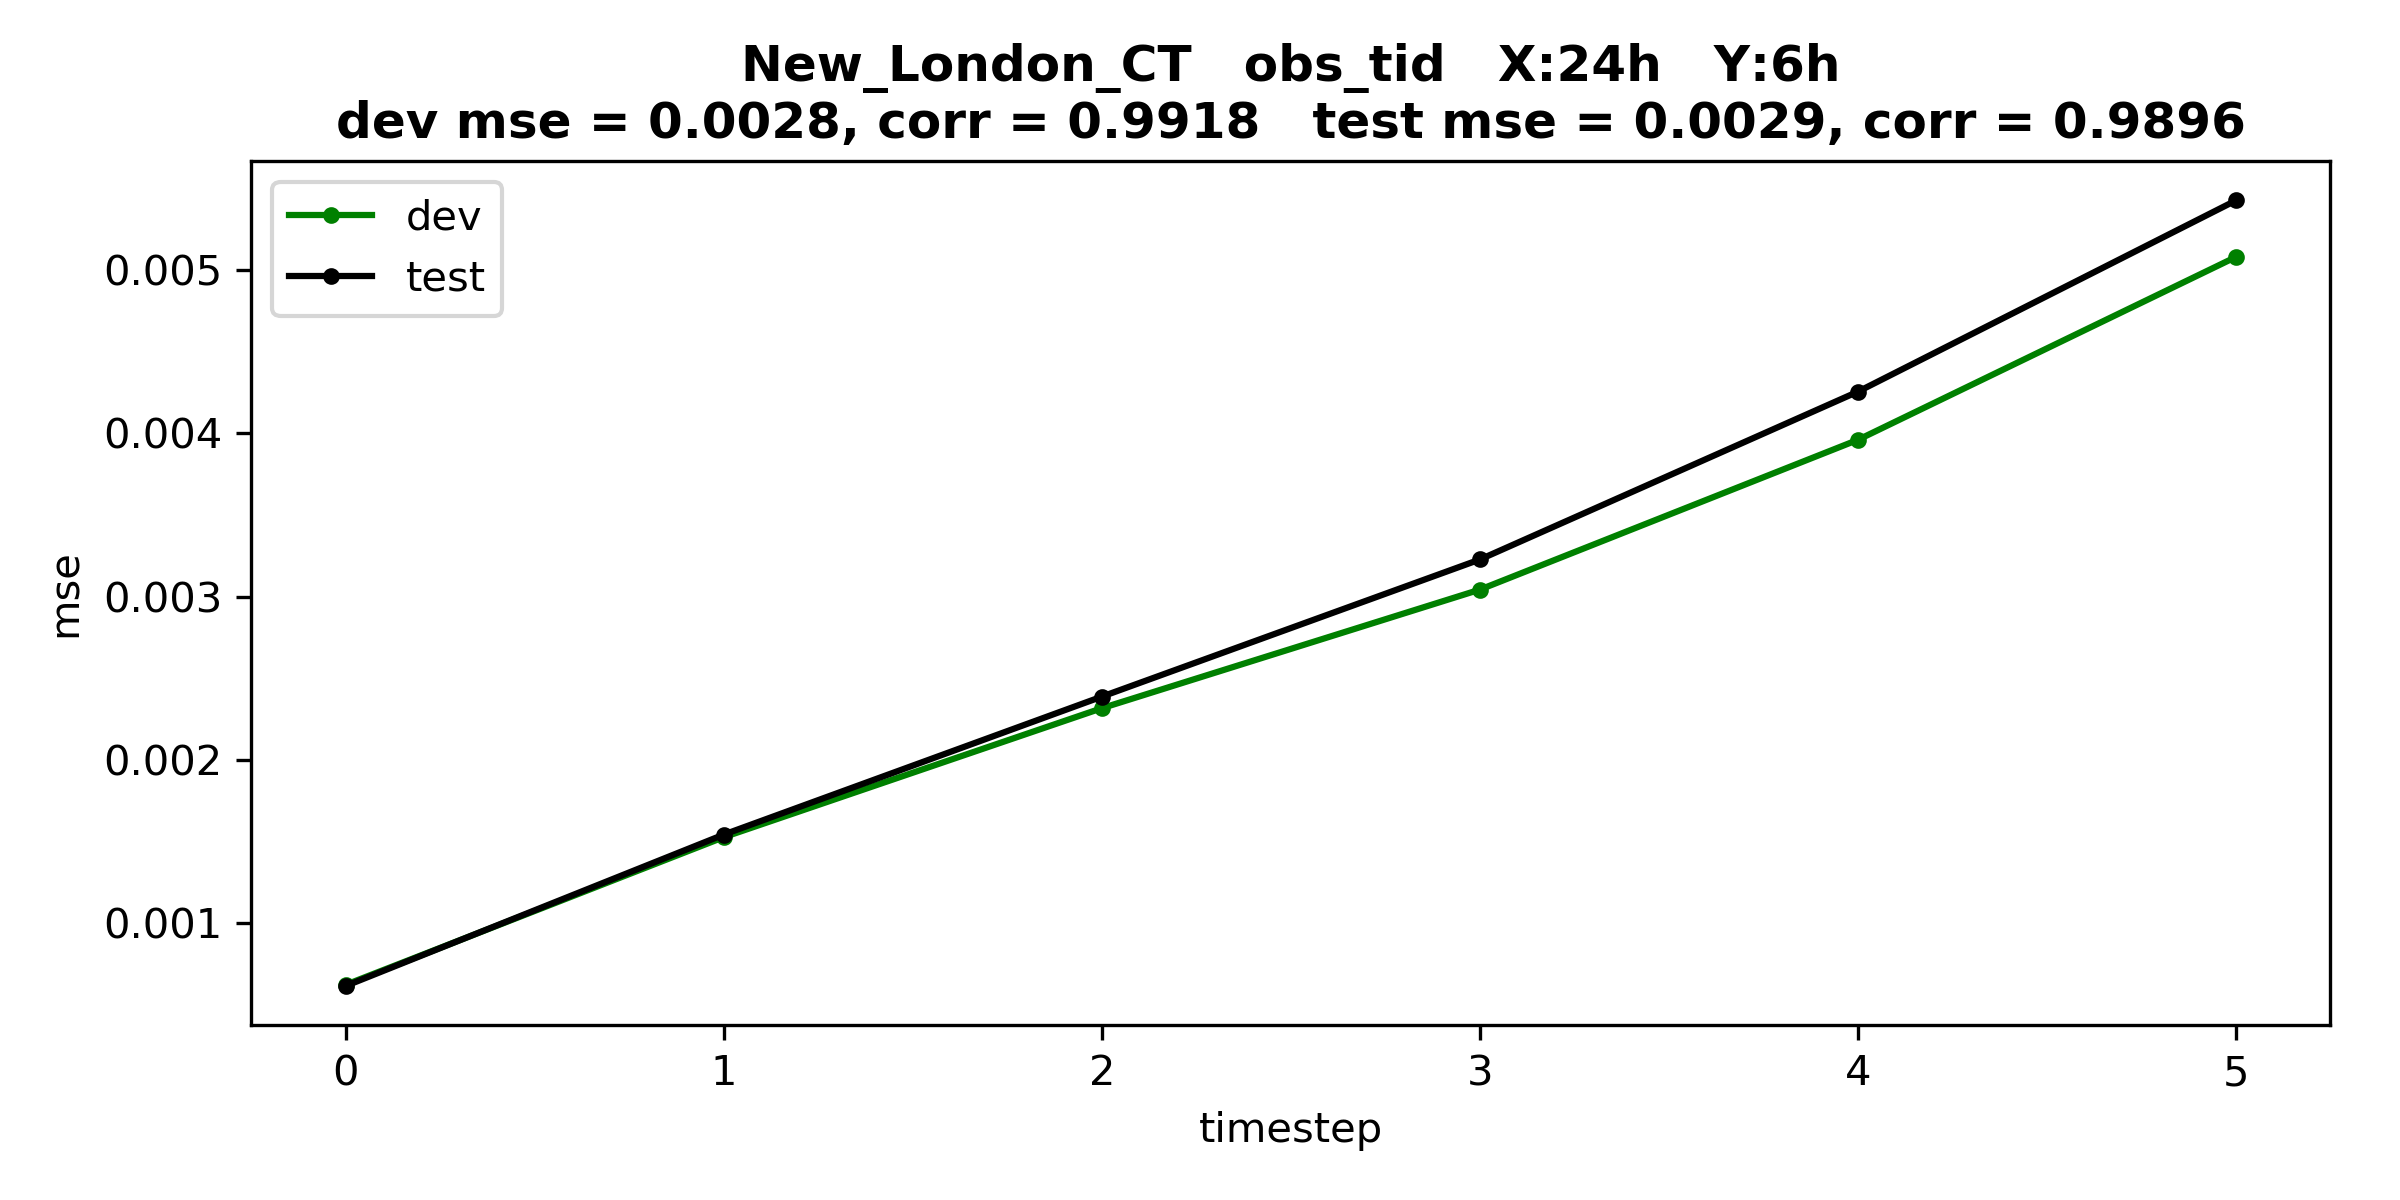 New_London_CT   obs_tid   X:24h   Y:6h
dev mse = 0.0028, corr = 0.9918   test mse = 0.0029, corr = 0.9896
dev
test
0.005
0.004
0.003
0.002
0.001
mse
0 1 2 3 4 5
timestep